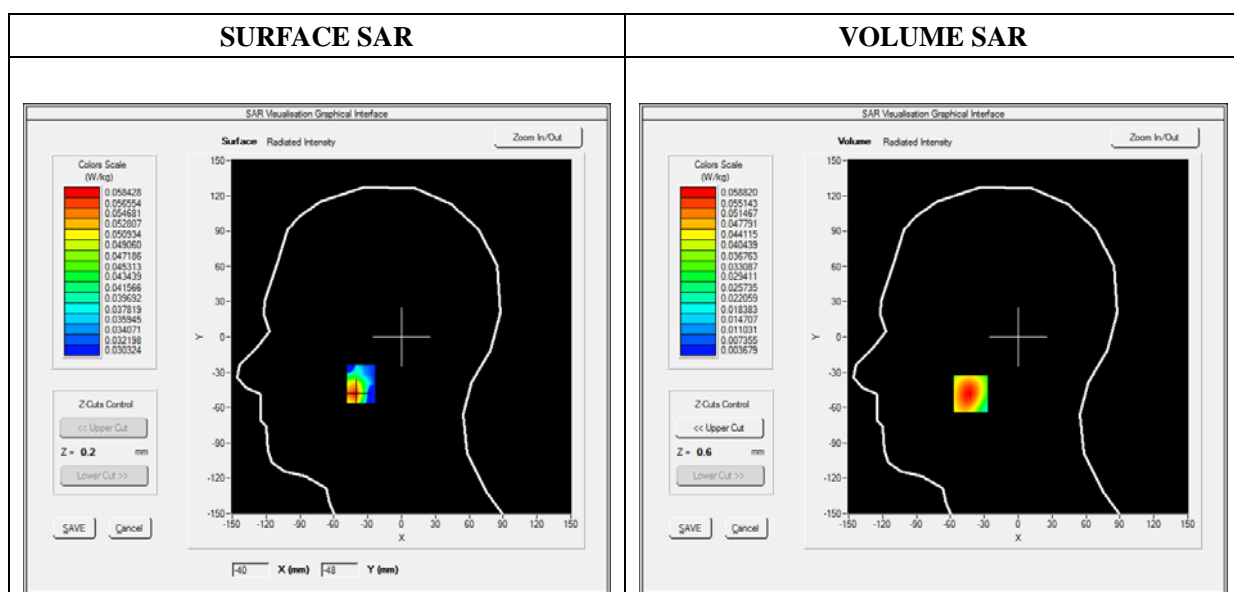 SURFACE SAR
VOLUME SAR
SAR Visualisation Graphical Interface
Surface Radiated Intensity
Zoom In/Out
Colors Scale
(W/kg)
0.058428
0.056554
0.054681
0.052807
0.050934
0.049060
0.047186
0.045313
0.043439
0.041566
0.039692
0.037819
0.035945
0.034071
0.032198
0.030324
Z-Cuts Control
<< Upper Cut
Z = 0.2 mm
Lower Cut >>
SAVE Cancel
150
120
90
60
30
0
-30
-60
-90
-120
-150
Y
-150 -120 -90 -60 -30 0 30 60 90 120 150
X
-40 X (mm) -48 Y (mm)
SAR Visualisation Graphical Interface
Volume Radiated Intensity
Zoom In/Out
Colors Scale
(W/kg)
0.058820
0.055143
0.051467
0.047791
0.044115
0.040439
0.036763
0.033087
0.029411
0.025735
0.022059
0.018383
0.014707
0.011031
0.007355
0.003679
Z-Cuts Control
<< Upper Cut
Z = 0.6 mm
Lower Cut >>
SAVE Cancel
150
120
90
60
30
0
-30
-60
-90
-120
-150
Y
-150 -120 -90 -60 -30 0 30 60 90 120 150
X